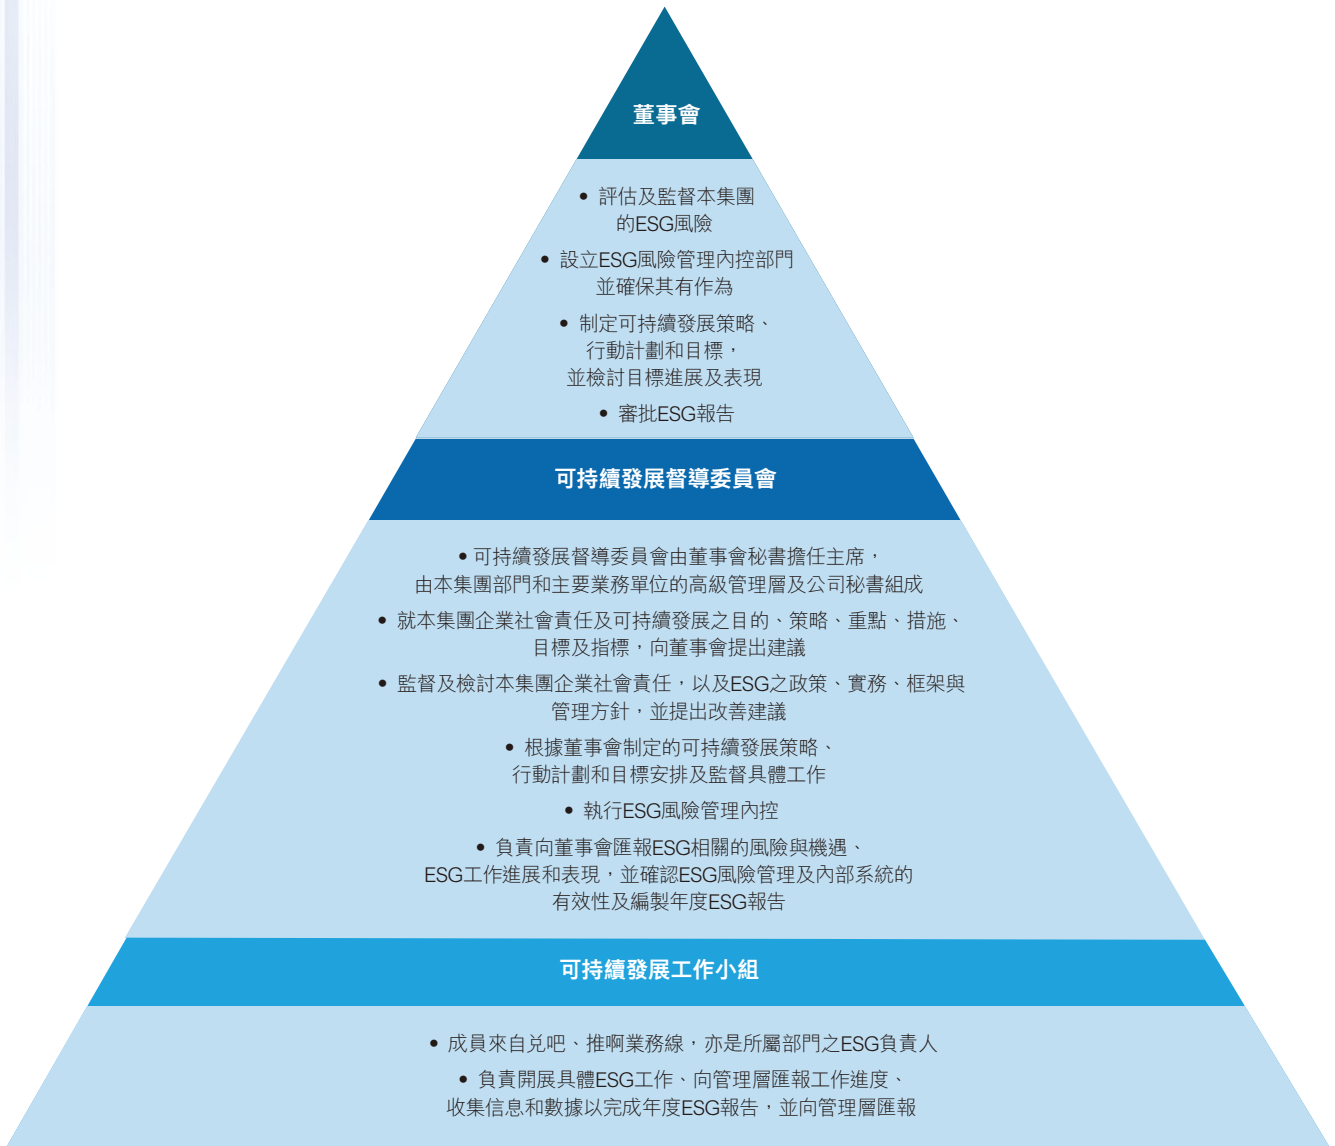 董事會
• 評估及監督本集團
的ESG風險
• 設立ESG風險管理內控部門
並確保其有作為
• 制定可持續發展策略、
行動計劃和目標，
並檢討目標進展及表現
• 審批ESG報告
可持續發展督導委員會
• 可持續發展督導委員會由董事會秘書擔任主席，
由本集團部門和主要業務單位的高級管理層及公司秘書組成
• 就本集團企業社會責任及可持續發展之目的、策略、重點、措施、
目標及指標，向董事會提出建議
• 監督及檢討本集團企業社會責任，以及ESG之政策、實務、框架與
管理方針，並提出改善建議
• 根據董事會制定的可持續發展策略、
行動計劃和目標安排及監督具體工作
• 執行ESG風險管理內控
• 負責向董事會匯報ESG相關的風險與機遇、
ESG工作進展和表現，並確認ESG風險管理及內部系統的
有效性及編製年度ESG報告
可持續發展工作小組
• 成員來自兑吧、推啊業務線，亦是所屬部門之ESG負責人
• 負責開展具體ESG工作、向管理層匯報工作進度、
收集信息和數據以完成年度ESG報告，並向管理層匯報